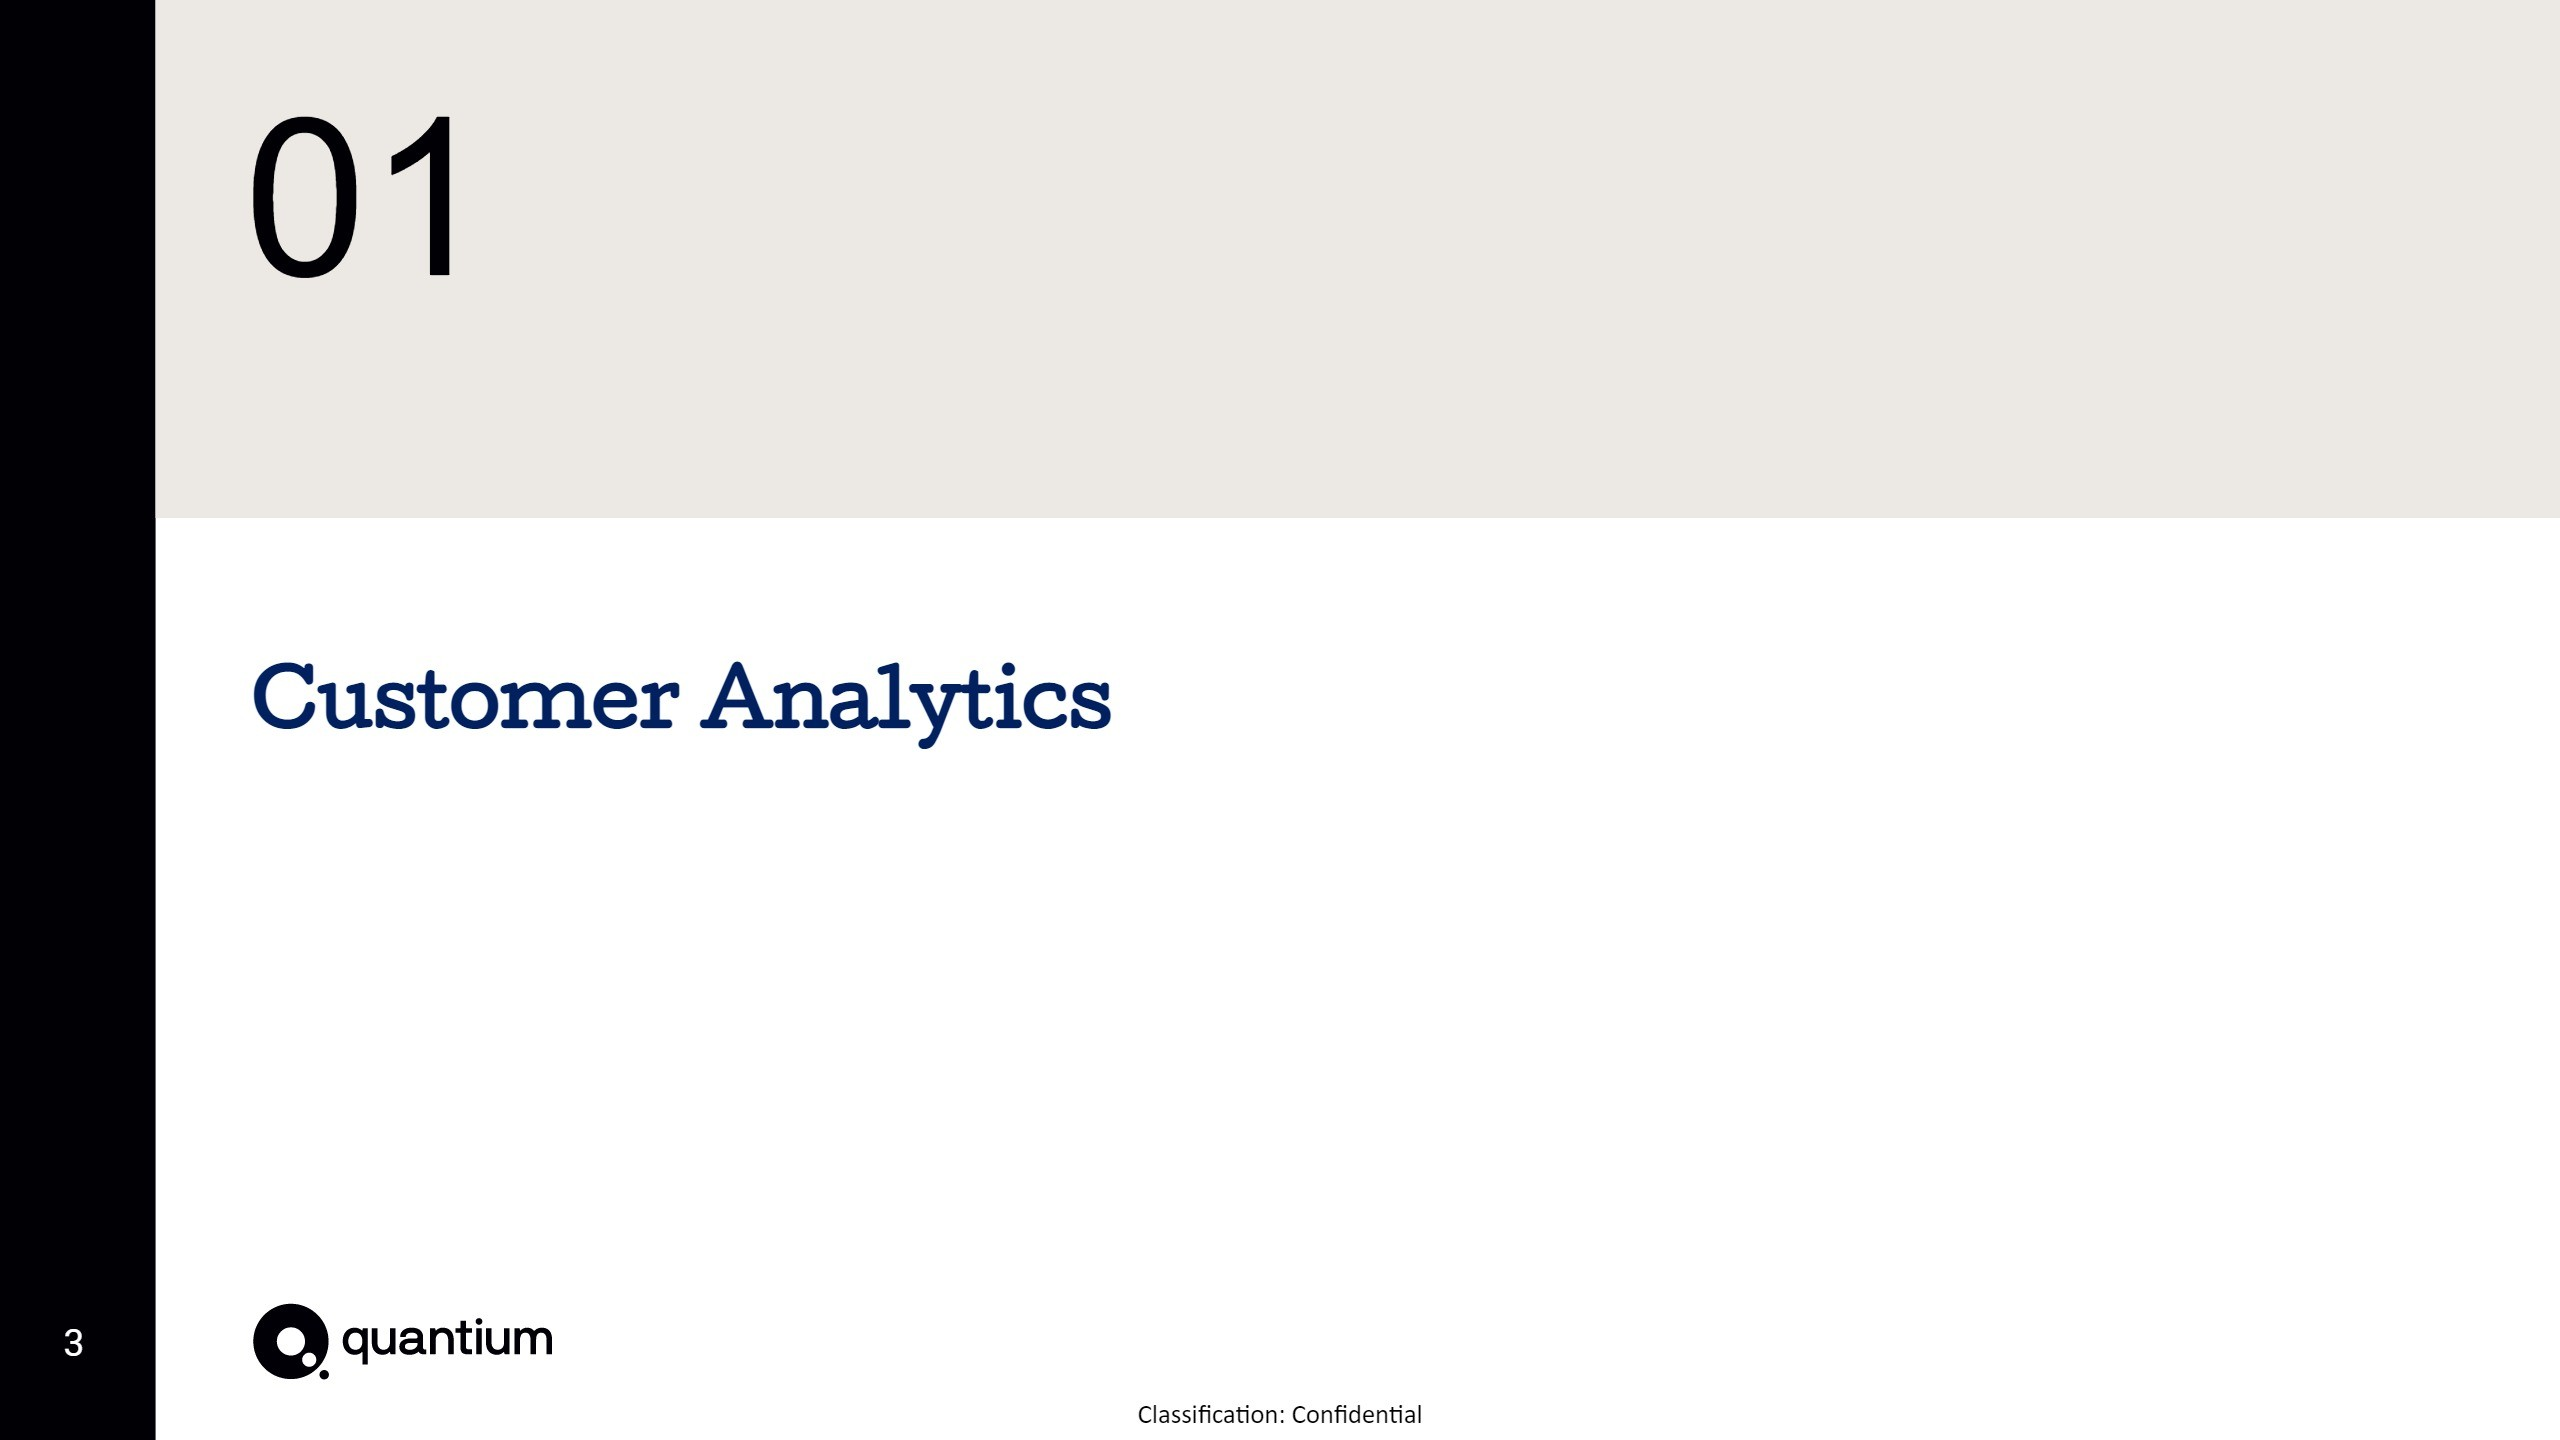 01
Customer Analytics
3
quantium
Classification: Confidential